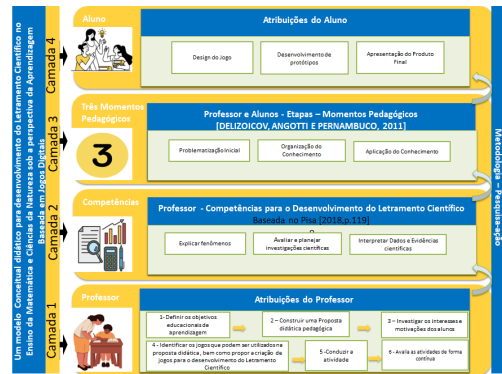 Um modelo Conceitual didático para desenvolvimento do Letramento Científico no
Ensino da Matemática e Ciências da Natureza sob a perspectiva da Aprendizagem
Baseada em Jogos Digitais
Camada 4
Aluno
Atribuições do Aluno
Design do Jogo
Desenvolvimento de
protótipos
Apresentação do Produto
Final
Camada 3
Três Momentos
Pedagógicos
3
Professor e Alunos - Etapas – Momentos Pedagógicos
[DELIZOICOV, ANGOTTI E PERNAMBUCO, 2011]
Problematização Inicial
Organização do
Conhecimento
Aplicação do Conhecimento
Camada 2
Competências
Professor - Competências para o Desenvolvimento do Letramento Científico
Baseada no Pisa [2018,p.119]
Explicar fenômenos
Avaliar e planejar
investigações científicas
Interpretar Dados e Evidências
científicas
Camada 1
Professor
Atribuições do Professor
1- Definir os objetivos
educacionais de
aprendizagem
2 – Construir uma Proposta
didática pedagógica
3 – Investigar os interesse a
motivações dos alunos
4 - Identificar os jogos que podem ser utilizados na
proposta didática, bem como propor a criação de
jogos para o desenvolvimento do Letramento
Científico
5 -Conduzir a
atividade
6 - Avalia as atividades de forma
contínua
Metodologia – Pesquisa-ação